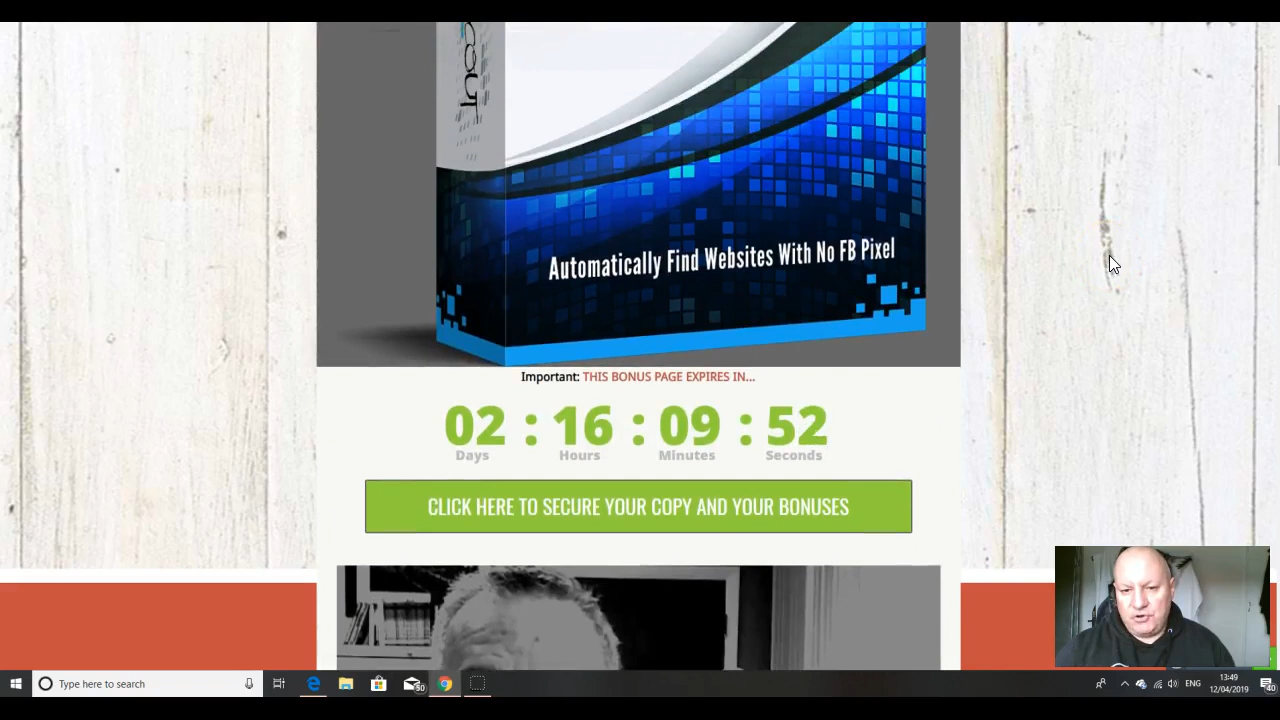 Automatically Find Websites With No FB Pixel
Important: THIS BONUS PAGE EXPIRES IN...
02 : 16 : 09 : 52
Days Hours Minutes Seconds
CLICK HERE TO SECURE YOUR COPY AND YOUR BONUSES
Type here to search
50
ENG
13:49
12/04/2019
40